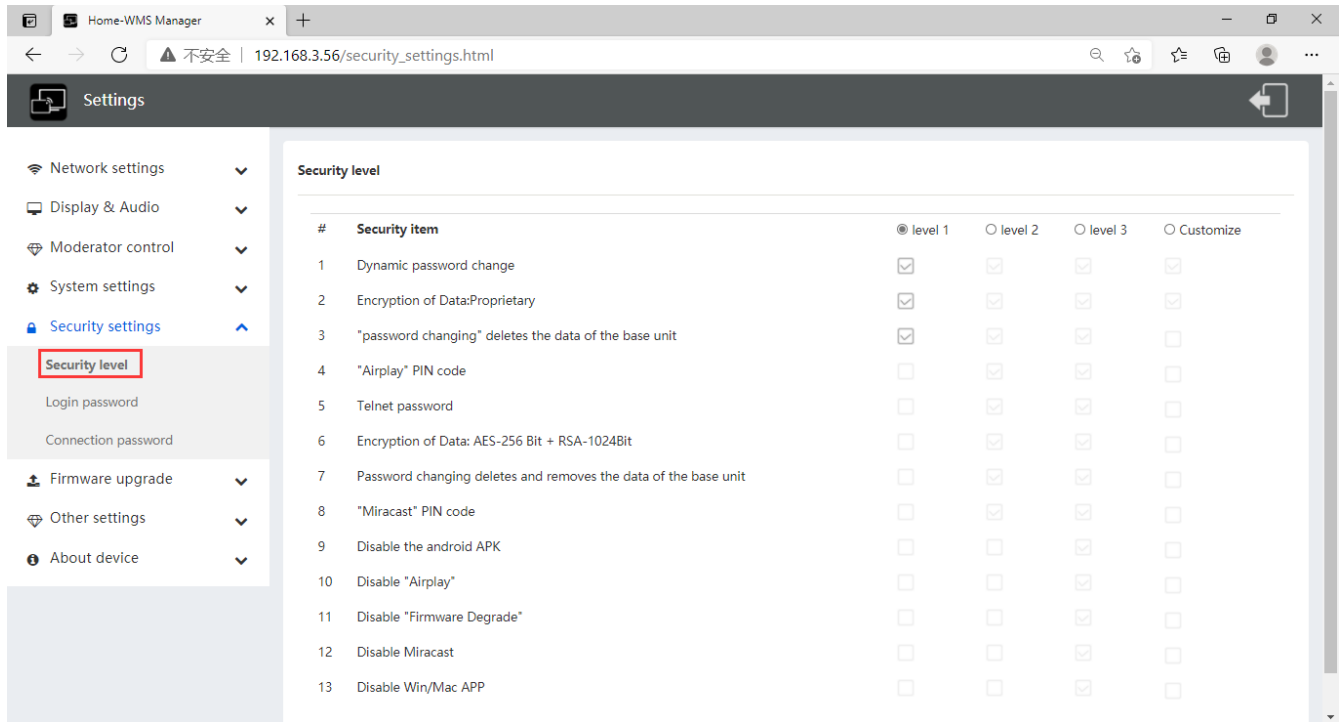 Home-WMS Manager
不安全 | 192.168.3.56/security_settings.html
Settings
Network settings
Display & Audio
Moderator control
System settings
Security settings
Security level
Login password
Connection password
Firmware upgrade
Other settings
About device
Security level
# Security item level 1 level 2 level 3 Customize
1 Dynamic password change
2 Encryption of Data:Proprietary
3 "password changing" deletes the data of the base unit
4 "Airplay" PIN code
5 Telnet password
6 Encryption of Data: AES-256 Bit + RSA-1024Bit
7 Password changing deletes and removes the data of the base unit
8 "Miracast" PIN code
9 Disable the android APK
10 Disable "Airplay"
11 Disable "Firmware Degrade"
12 Disable Miracast
13 Disable Win/Mac APP